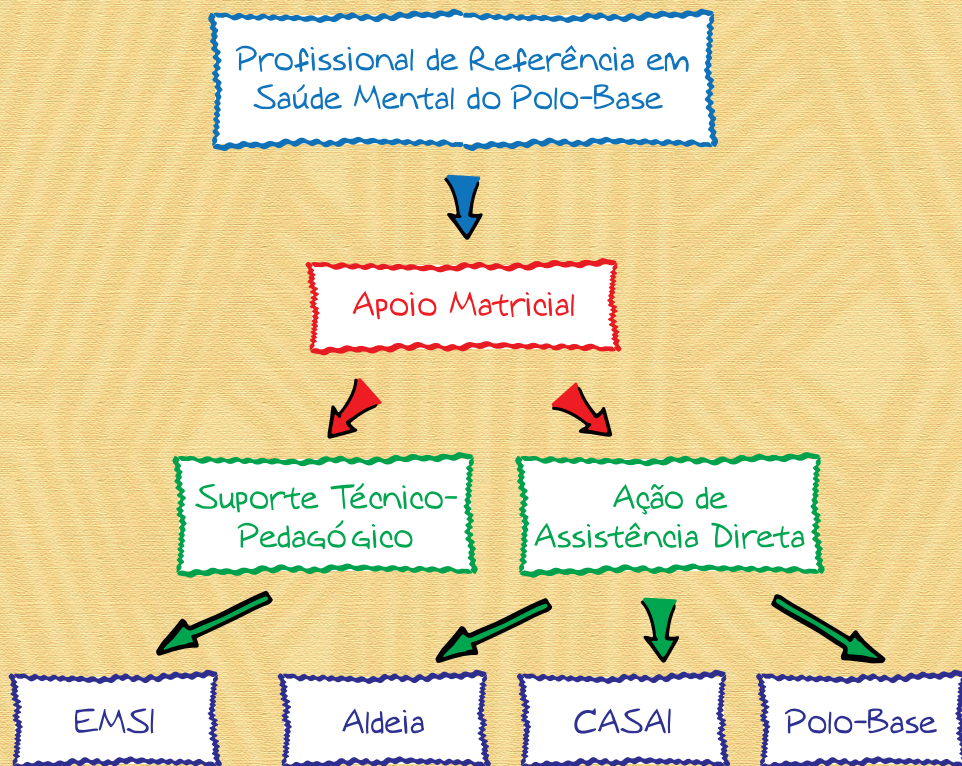 Profissional de Referência em
Saúde Mental do Polo-Base
Apoio Matricial
Suporte Técnico-
Pedagógico
Ação de
Assistência Direta
EMSI
Aldeia
CASAI
Polo-Base